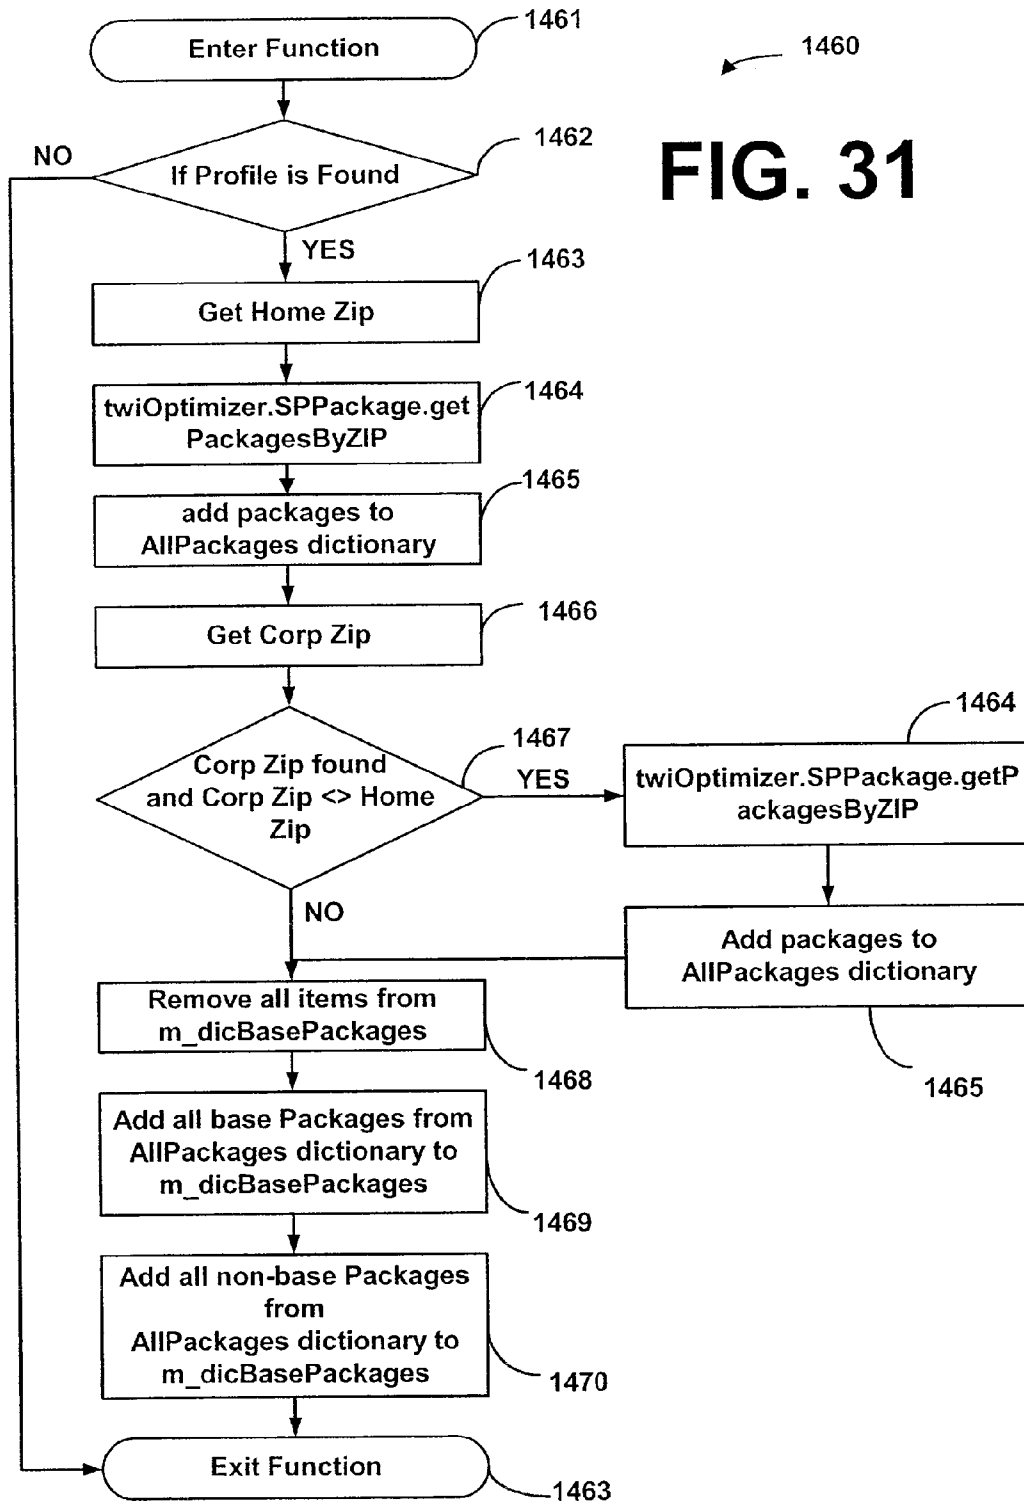 1461
Enter Function
1460
FIG. 31
NO
1462
If Profile is Found
YES
1463
Get Home Zip
1464
twiOptimizer.SPPackage.get
PackagesByZIP
1465
add packages to
AllPackages dictionary
1466
Get Corp Zip
1467
Corp Zip found
and Corp Zip <> Home
Zip
YES
1464
twiOptimizer.SPPackage.getP
ackagesByZIP
NO
Add packages to
AllPackages dictionary
1465
Remove all items from
m_dicBasePackages
1468
Add all base Packages from
AllPackages dictionary to
m_dicBasePackages
1469
Add all non-base Packages
from
AllPackages dictionary to
m_dicBasePackages
1470
Exit Function
1463